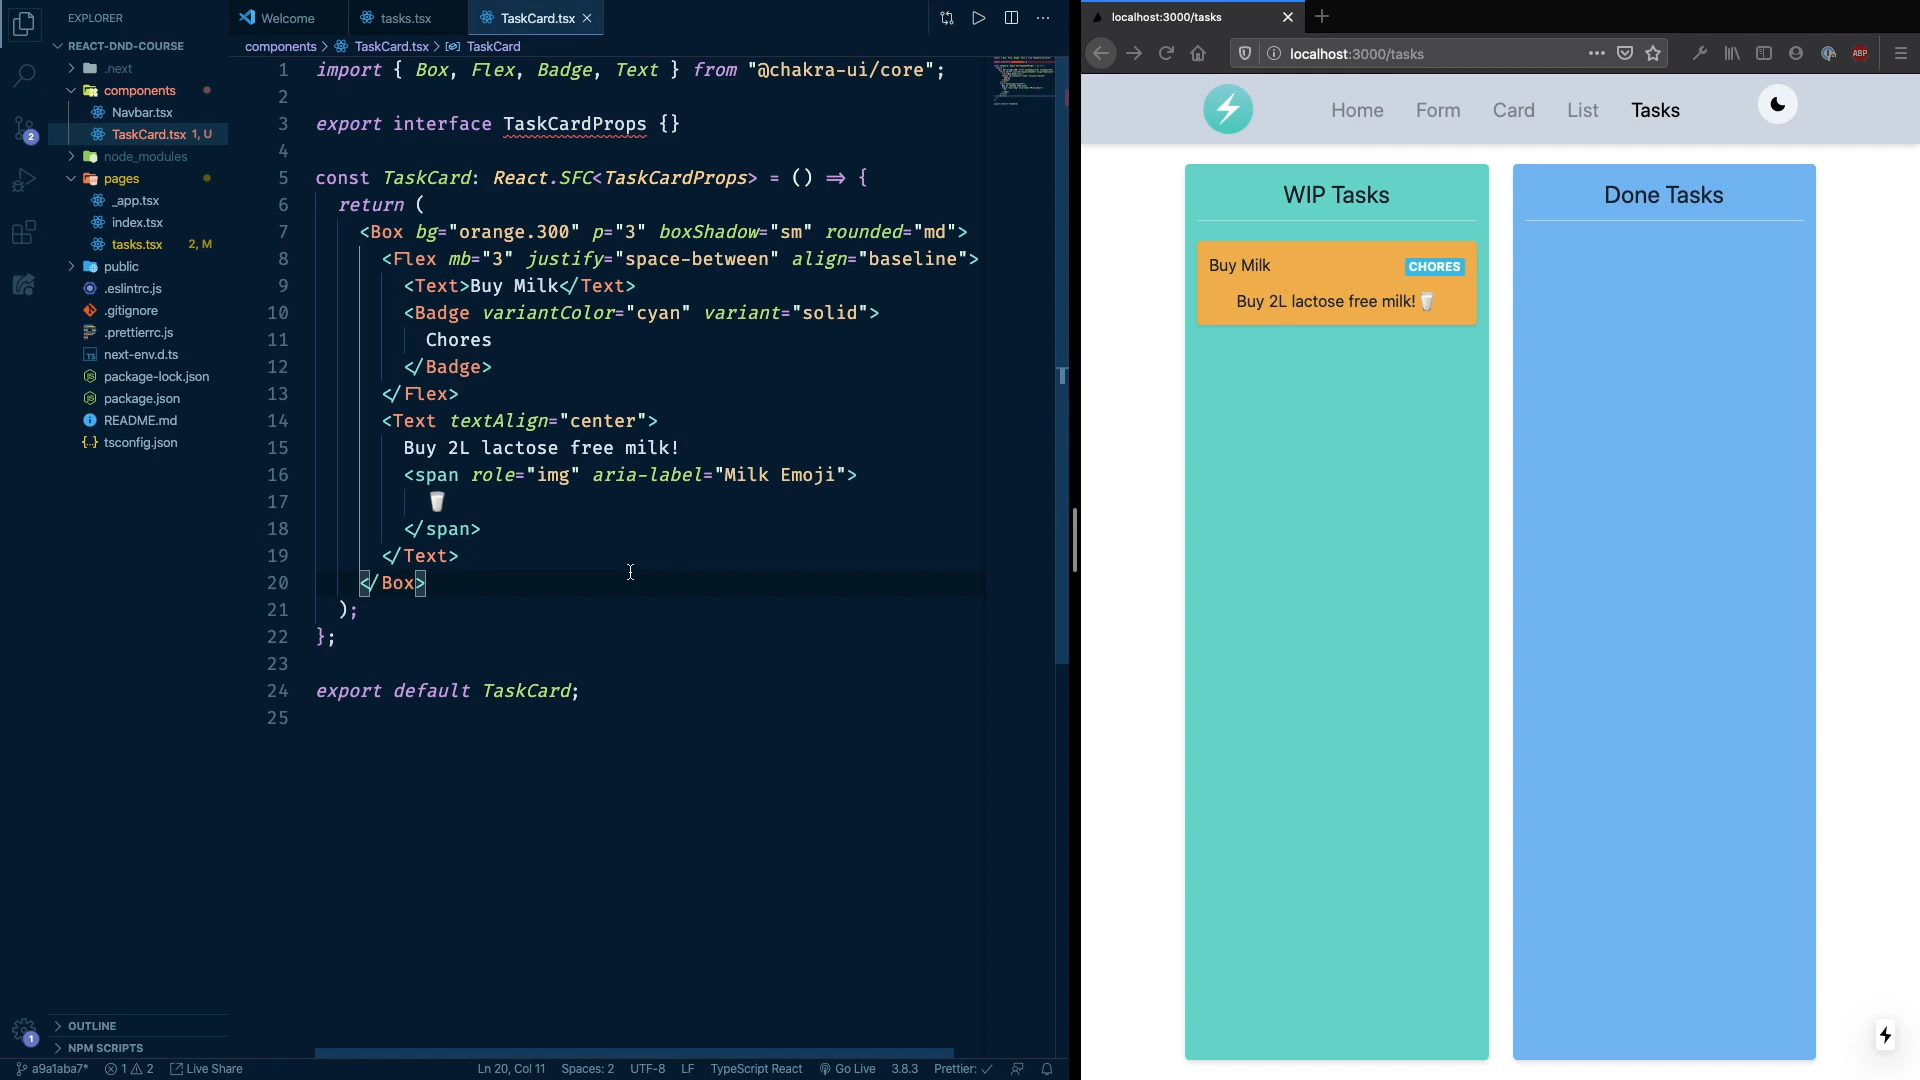 EXPLORER
REACT-DND-COURSE
.next
components
Navbar.tsx
TaskCard.tsx 1, U
node_modules
pages
_app.tsx
index.tsx
tasks.tsx 2, M
public
.eslintrc.js
.gitignore
.prettierrc.js
next-env.d.ts
package-lock.json
package.json
README.md
tsconfig.json
OUTLINE
NPM SCRIPTS
2
1
Welcome
tasks.tsx
TaskCard.tsx
components > TaskCard.tsx > TaskCard
1 import { Box, Flex, Badge, Text } from "@chakra-ui/core";
2
3 export interface TaskCardProps {}
4
5 const TaskCard: React.SFC<TaskCardProps> = () => {
6 return (
7 <Box bg="orange.300" p="3" boxShadow="sm" rounded="md">
8 <Flex mb="3" justify="space-between" align="baseline">
9 <Text>Buy Milk</Text>
10 <Badge variantColor="cyan" variant="solid">
11 Chores
12 </Badge>
13 </Flex>
14 <Text textAlign="center">
15 Buy 2L lactose free milk!
16 <span role="img" aria-label="Milk Emoji">
17 🥛
18 </span>
19 </Text>
20 </Box>
21 );
22 };
23
24 export default TaskCard;
25
a9a1aba7* 1 2 Live Share Ln 20, Col 11 Spaces: 2 UTF-8 LF TypeScript React Go Live 3.8.3 Prettier: ✓
localhost:3000/tasks
localhost:3000/tasks
ABP
Home Form Card List Tasks
WIP Tasks
Buy Milk CHORES
Buy 2L lactose free milk!🥛
Done Tasks